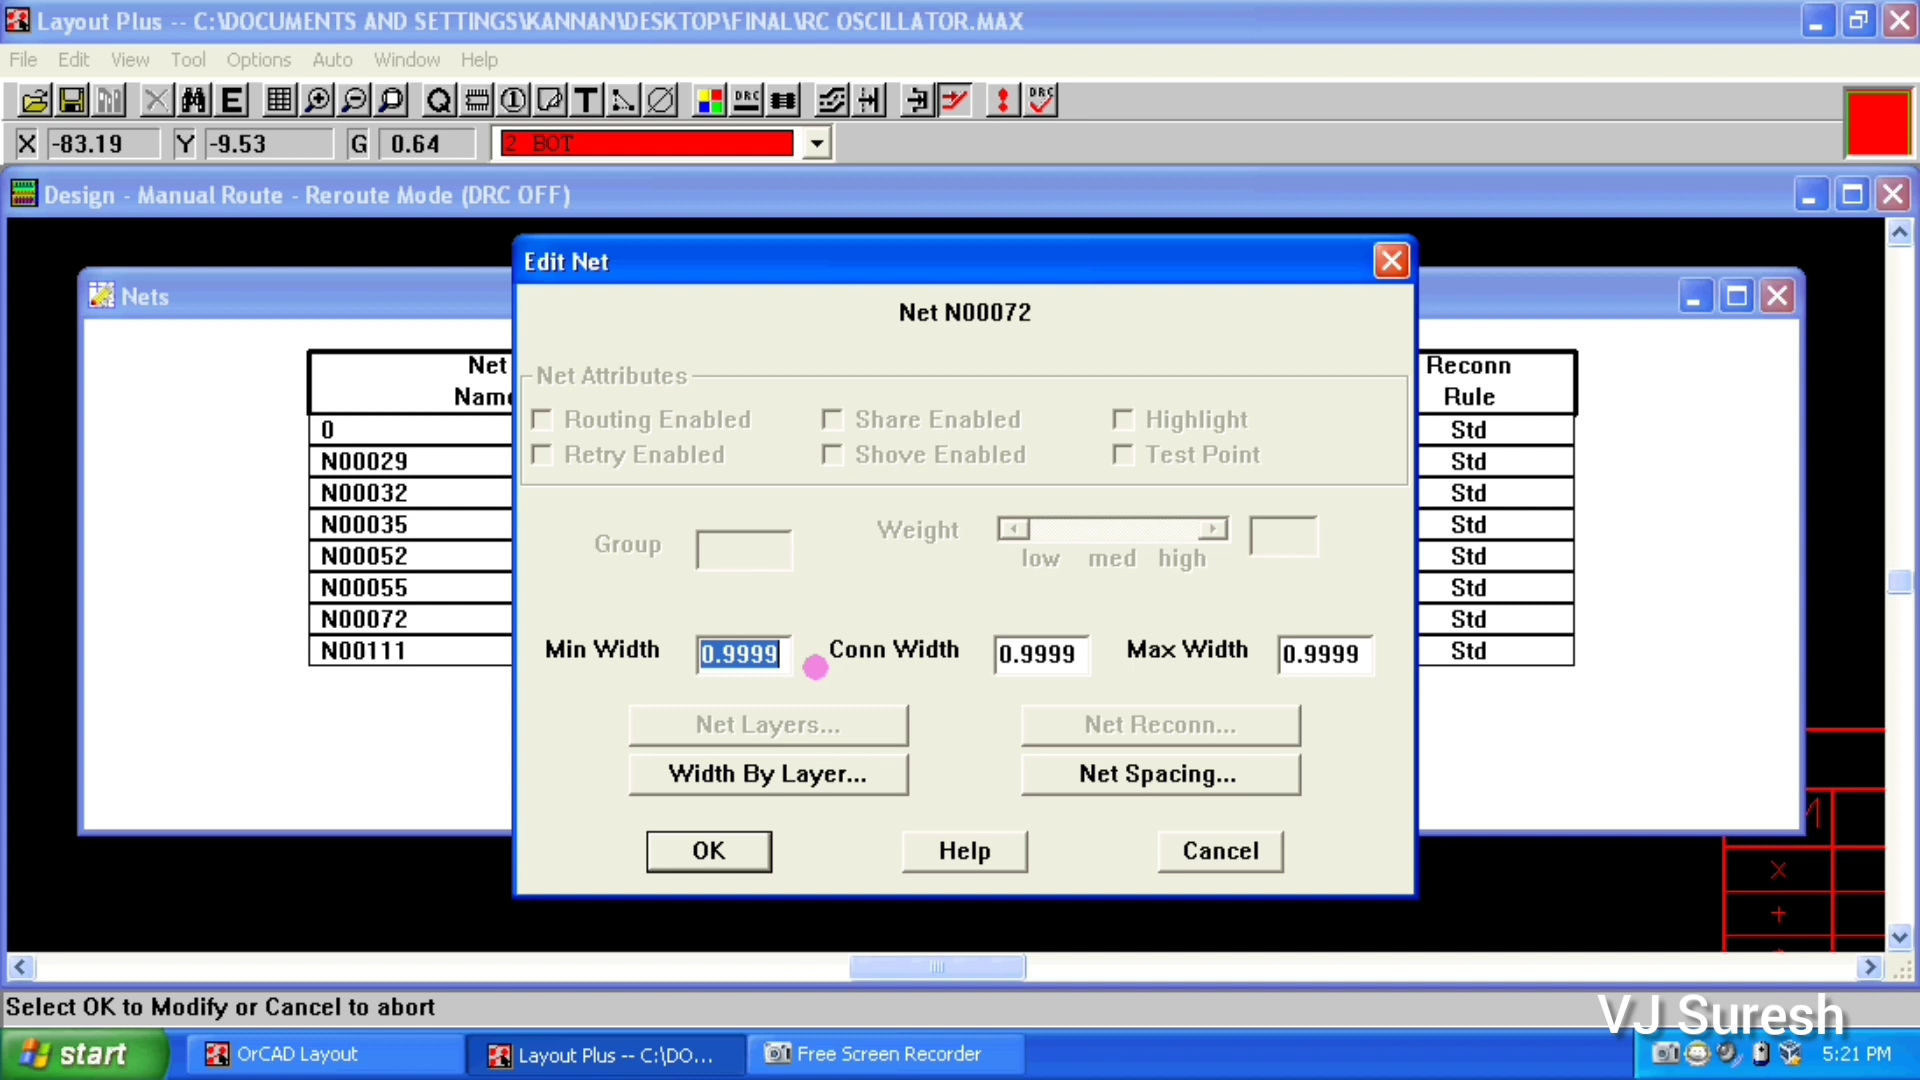 Layout Plus -- C:\DOCUMENTS AND SETTINGS\KANNAN\DESKTOP\FINAL\RC OSCILLATOR.MAX
File Edit View Tool Options Auto Window Help
E Q 1 T DRC DRC
X -83.19 Y -9.53 G 0.64 2 BOT
Design - Manual Route - Reroute Mode (DRC OFF)
Nets
Net
Name
0
N00029
N00032
N00035
N00052
N00055
N00072
N00111
Edit Net
Net N00072
Net Attributes
Routing Enabled Share Enabled Highlight
Retry Enabled Shove Enabled Test Point
Group Weight
low med high
Min Width 0.9999 Conn Width 0.9999 Max Width 0.9999
Net Layers... Net Reconn...
Width By Layer... Net Spacing...
OK Help Cancel
Reconn
Rule
Std
Std
Std
Std
Std
Std
Std
Std
Select OK to Modify or Cancel to abort
VJ Suresh
start OrCAD Layout Layout Plus -- C:\DO... Free Screen Recorder 5:21 PM